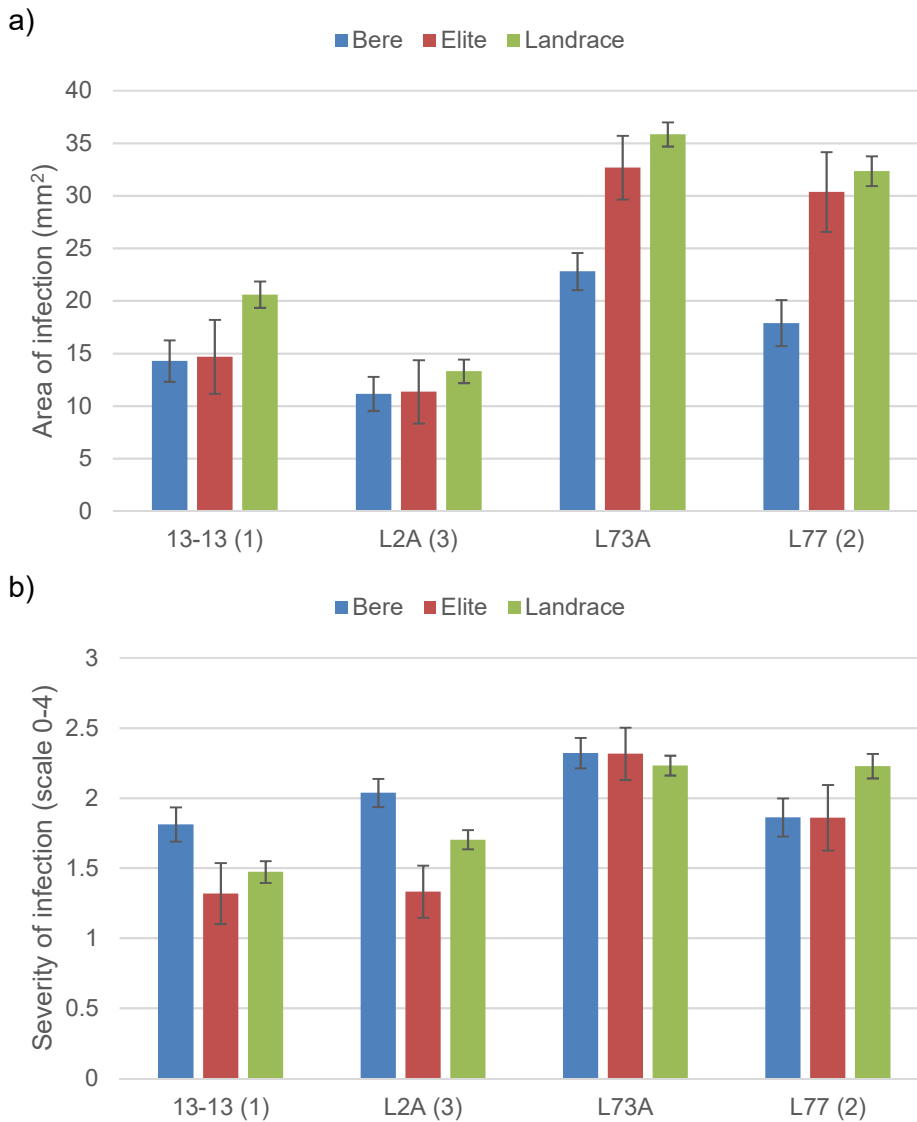 a)
Bere Elite Landrace
Area of infection (mm²)
40
35
30
25
20
15
10
5
0
13-13 (1) L2A (3) L73A L77 (2)
b)
Bere Elite Landrace
Severity of infection (scale 0-4)
3
2.5
2
1.5
1
0.5
0
13-13 (1) L2A (3) L73A L77 (2)